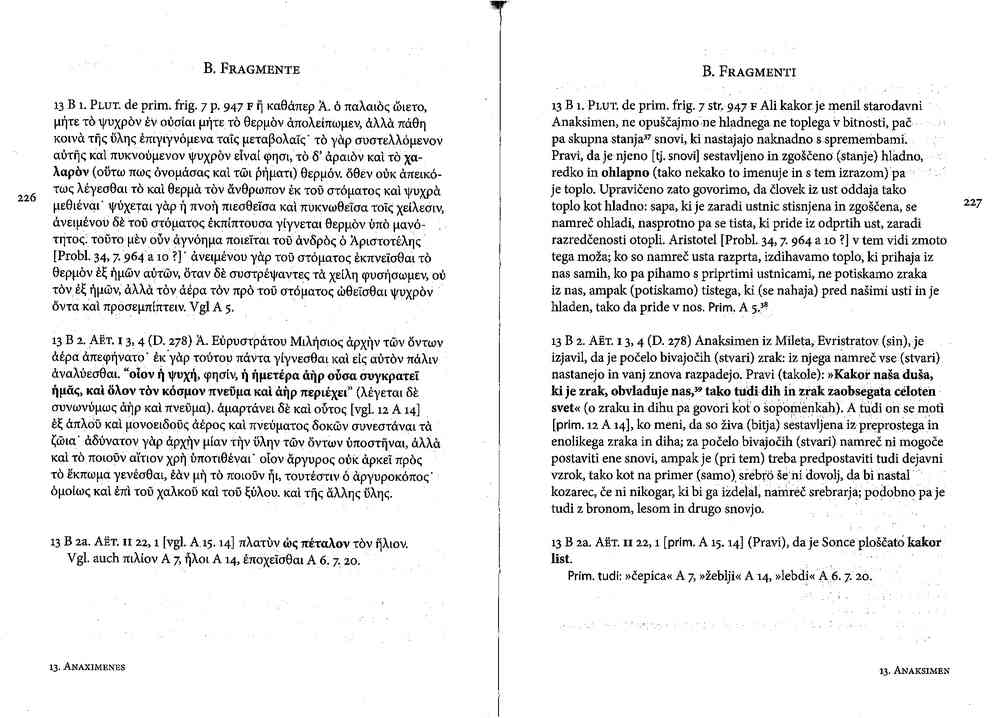 B. FRAGMENTE
13 B 1. PLUT. de prim. frig. 7 p. 947 F ἢ καθάπερ Ἀ. ὁ παλαιὸς ὤιετο,
μήτε τὸ ψυχρὸν ἐν οὐσίαι μήτε τὸ θερμὸν ἀπολείπωμεν, ἀλλὰ πάθη
κοινὰ τῆς ὕλης ἐπιγιγνόμενα ταῖς μεταβολαῖς˙ τὸ γὰρ συστελλόμενον
αὐτῆς καὶ πυκνούμενον ψυχρὸν εἶναί φησι, τὸ δ’ ἀραιὸν καὶ τὸ χα-
λαρὸν (οὕτω πως ὀνομάσας καὶ τῶι ῥήματι) θερμόν. ὅθεν οὐκ ἀπεικό-
τως λέγεσθαι τὸ καὶ θερμὰ τὸν ἄνθρωπον ἐκ τοῦ στόματος καὶ ψυχρὰ
μεθιέναι˙ ψύχεται γὰρ ἡ πνοὴ πιεσθεῖσα καὶ πυκνωθεῖσα τοῖς χείλεσιν,
ἀνειμένου δὲ τοῦ στόματος ἐκπίπτουσα γίγνεται θερμὸν ὑπὸ μανό-
τητος. τοῦτο μὲν οὖν ἀγνόημα ποιεῖται τοῦ ἀνδρὸς ὁ Ἀριστοτέλης
[Probl. 34, 7. 964 a 10 ?]˙ ἀνειμένου γὰρ τοῦ στόματος ἐκπνεῖσθαι τὸ
θερμὸν ἐξ ἡμῶν αὐτῶν, ὅταν δὲ συστρέψαντες τὰ χείλη φυσήσωμεν, οὐ
τὸν ἐξ ἡμῶν, ἀλλὰ τὸν ἀέρα τὸν πρὸ τοῦ στόματος ὠθεῖσθαι ψυχρὸν
ὄντα καὶ προσεμπίπτειν. Vgl A 5.
226
13 B 2. AËT. I 3, 4 (D. 278) Ἀ. Εὐρυστράτου Μιλήσιος ἀρχὴν τῶν ὄντων
ἀέρα ἀπεφήνατο˙ ἐκ γὰρ τούτου πάντα γίγνεσθαι καὶ εἰς αὐτὸν πάλιν
ἀναλύεσθαι. “οἷον ἡ ψυχή, φησίν, ἡ ἡμετέρα ἀὴρ οὖσα συγκρατεῖ
ἡμᾶς, καὶ ὅλον τὸν κόσμον πνεῦμα καὶ ἀὴρ περιέχει” (λέγεται δὲ
συνωνύμως ἀὴρ καὶ πνεῦμα). ἁμαρτάνει δὲ καὶ οὗτος [vgl. 12 A 14]
ἐξ ἁπλοῦ καὶ μονοειδοῦς ἀέρος καὶ πνεύματος δοκῶν συνεστάναι τὰ
ζῶια˙ ἀδύνατον γὰρ ἀρχὴν μίαν τὴν ὕλην τῶν ὄντων ὑποστῆναι, ἀλλὰ
καὶ τὸ ποιοῦν αἴτιον χρὴ ὑποτιθέναι˙ οἷον ἄργυρος οὐκ ἀρκεῖ πρὸς
τὸ ἔκπωμα γενέσθαι, ἐὰν μὴ τὸ ποιοῦν ἦι, τουτέστιν ὁ ἀργυροκόπος˙
ὁμοίως καὶ ἐπὶ τοῦ χαλκοῦ καὶ τοῦ ξύλου. καὶ τῆς ἄλλης ὕλης.
13 B 2a. AËT. II 22, 1 [vgl. A 15. 14] πλατὺν ὡς πέταλον τὸν ἥλιον.
Vgl. auch πιλίον A 7, ἧλοι A 14, ἐποχεῖσθαι A 6. 7. 20.
13. ANAXIMENES
B. FRAGMENTI
13 B 1. PLUT. de prim. frig. 7 str. 947 F Ali kakor je menil starodavni
Anaksimen, ne opuščajmo ne hladnega ne toplega v bitnosti, pač
pa skupna stanja³⁷ snovi, ki nastajajo naknadno s spremembami.
Pravi, da je njeno [tj. snovi] sestavljeno in zgoščeno (stanje) hladno,
redko in ohlapno (tako nekako to imenuje in s tem izrazom) pa
je toplo. Upravičeno zato govorimo, da človek iz ust oddaja tako
toplo kot hladno: sapa, ki je zaradi ustnic stisnjena in zgoščena, se
namreč ohladi, nasprotno pa se tista, ki pride iz odprtih ust, zaradi
razredčenosti otopli. Aristotel [Probl. 34, 7. 964 a 10 ?] v tem vidi zmoto
tega moža; ko so namreč usta razprta, izdihavamo toplo, ki prihaja iz
nas samih, ko pa pihamo s priprtimi ustnicami, ne potiskamo zraka
iz nas, ampak (potiskamo) tistega, ki (se nahaja) pred našimi usti in je
hladen, tako da pride v nos. Prim. A 5.³⁸
227
13 B 2. AËT. I 3, 4 (D. 278) Anaksimen iz Mileta, Evristratov (sin), je
izjavil, da je počelo bivajočih (stvari) zrak: iz njega namreč vse (stvari)
nastanejo in vanj znova razpadejo. Pravi (takole): »Kakor naša duša,
ki je zrak, obvladuje nas,³⁹ tako tudi dih in zrak zaobsegata celoten
svet« (o zraku in dihu pa govori kot o sopomenkah). A tudi on se moti
[prim. 12 A 14], ko meni, da so živa (bitja) sestavljena iz preprostega in
enolikega zraka in diha; za počelo bivajočih (stvari) namreč ni mogoče
postaviti ene snovi, ampak je (pri tem) treba predpostaviti tudi dejavni
vzrok, tako kot na primer (samo) srebro še ni dovolj, da bi nastal
kozarec, če ni nikogar, ki bi ga izdelal, namreč srebrarja; podobno pa je
tudi z bronom, lesom in drugo snovjo.
13 B 2a. AËT. II 22, 1 [prim. A 15. 14] (Pravi), da je Sonce ploščato kakor
list.
Prim. tudi: »čepica« A 7, »žeblji« A 14, »lebdi« A 6. 7. 20.
13. ANAKSIMEN